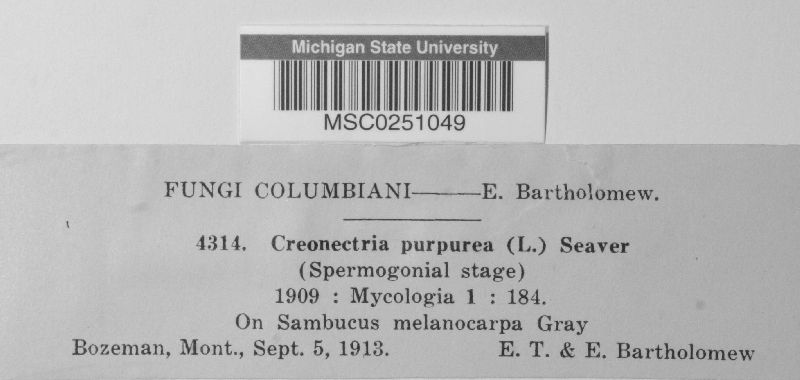 Michigan State University
MSC0251049
FUNGI COLUMBIANI———E. Bartholomew.
4314. Creonectria purpurea (L.) Seaver
(Spermogonial stage)
1909 : Mycologia 1 : 184.
On Sambucus melanocarpa Gray
Bozeman, Mont., Sept. 5, 1913. E. T. & E. Bartholomew